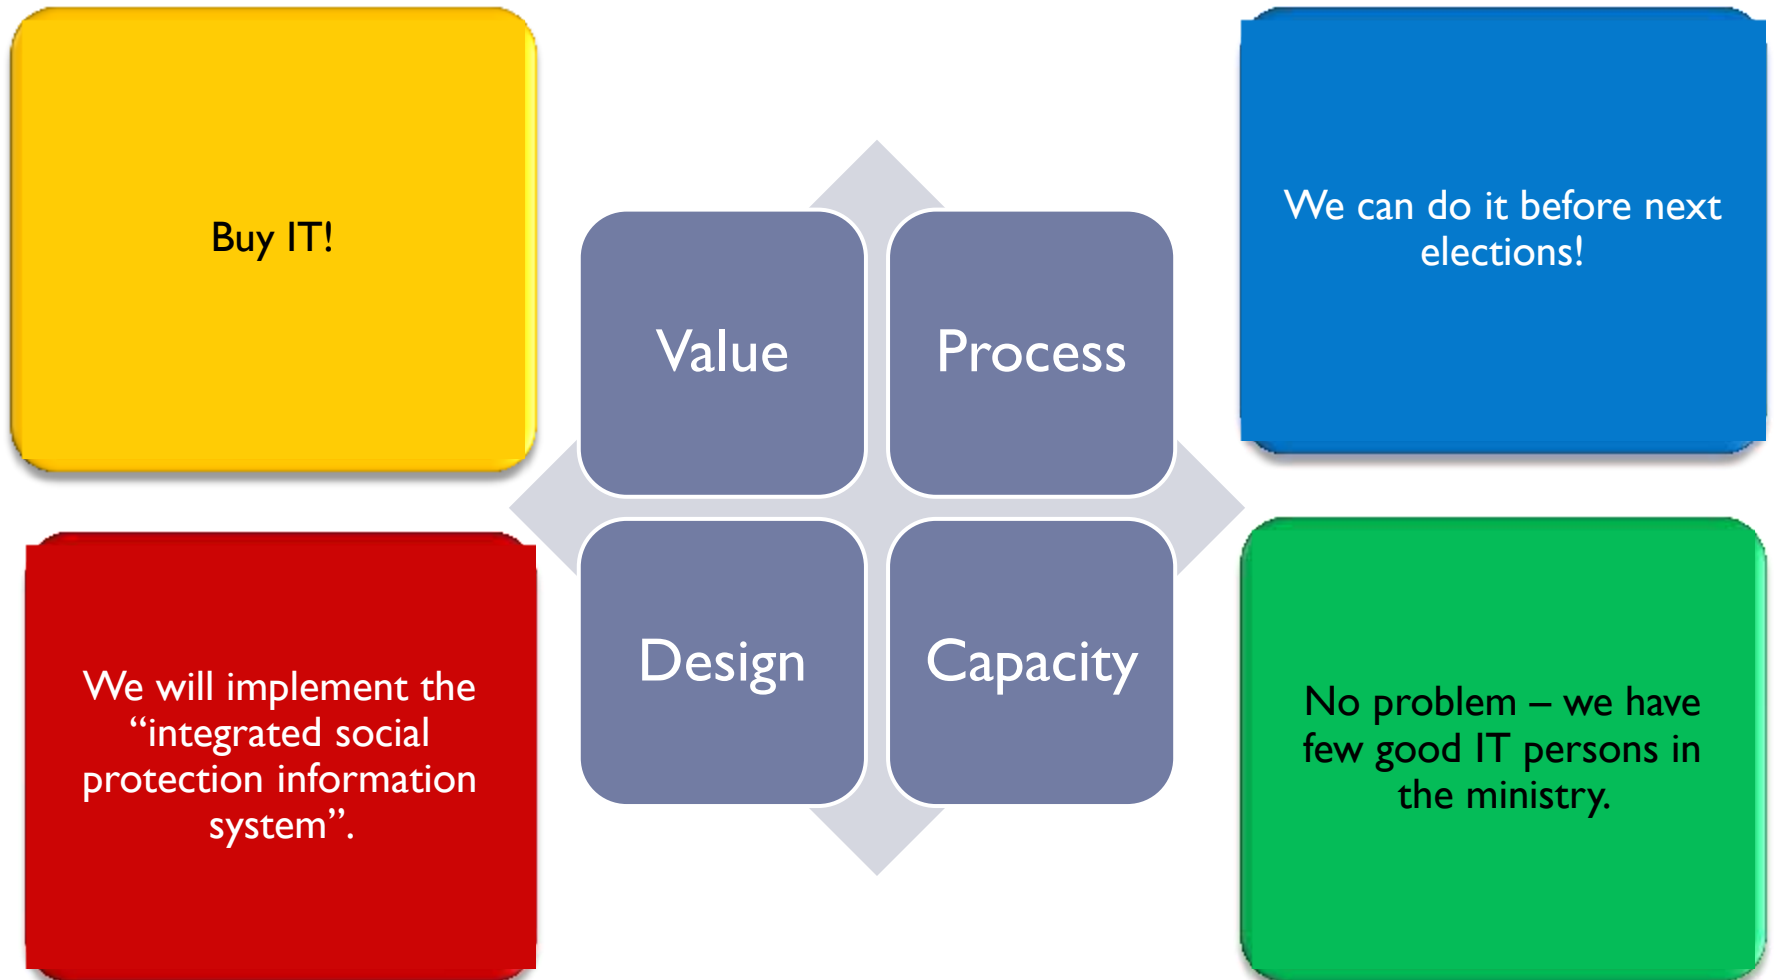 Buy IT!
We can do it before next
elections!
Value
Process
Design
Capacity
We will implement the
“integrated social
protection information
system”.
No problem – we have
few good IT persons in
the ministry.